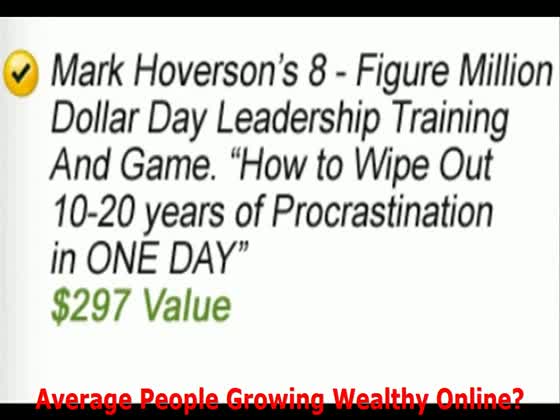 Mark Hoverson's 8 - Figure Million
Dollar Day Leadership Training
And Game. "How to Wipe Out
10-20 years of Procrastination
in ONE DAY"
$297 Value
Average People Growing Wealthy Online?